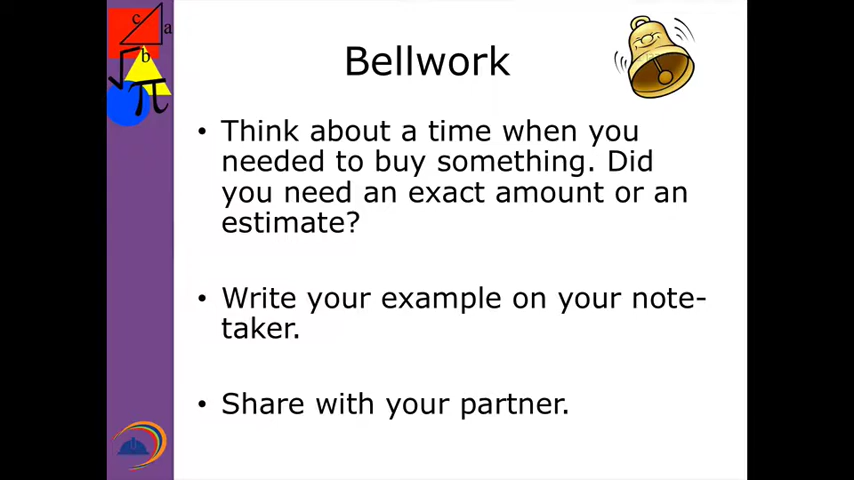 c
a
b
√
π
Bellwork
• Think about a time when you
needed to buy something. Did
you need an exact amount or an
estimate?
• Write your example on your note-
taker.
• Share with your partner.